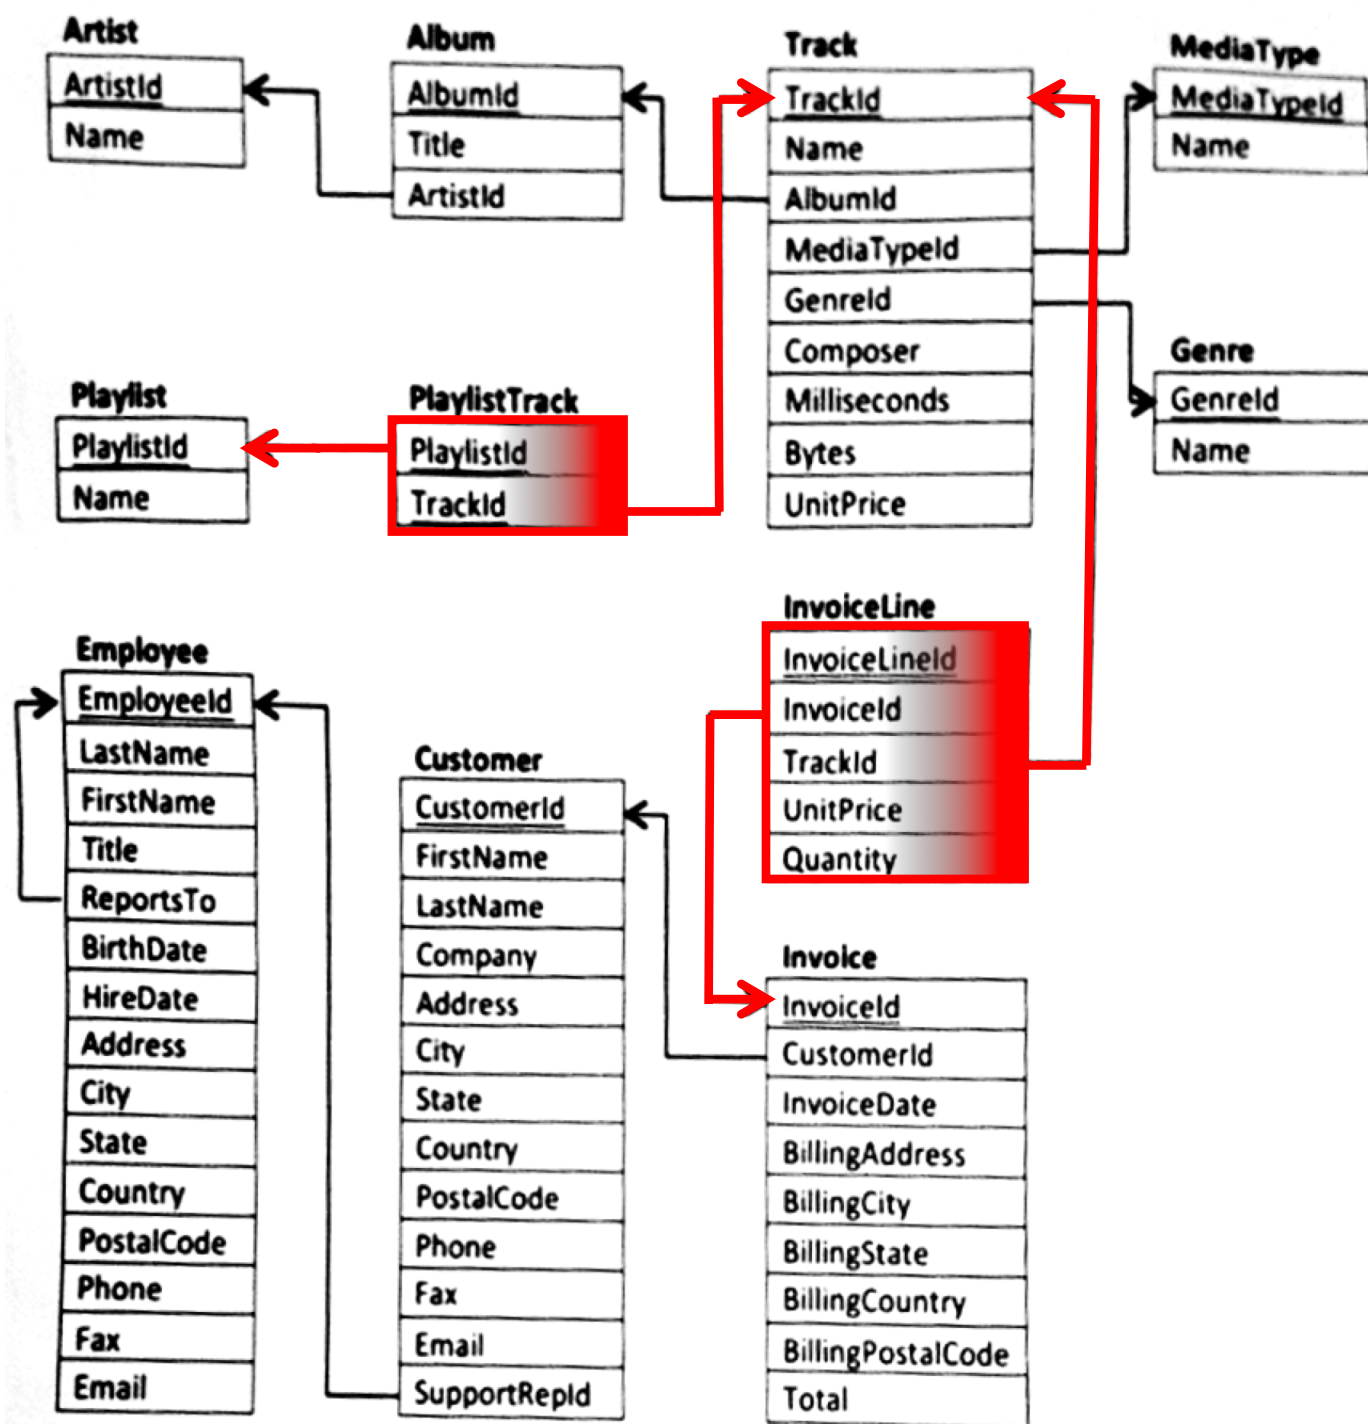 Artist
ArtistId
Name
Album
AlbumId
Title
ArtistId
Track
TrackId
Name
AlbumId
MediaTypeId
GenreId
Composer
Milliseconds
Bytes
UnitPrice
MediaType
MediaTypeId
Name
Genre
GenreId
Name
Playlist
PlaylistId
Name
PlaylistTrack
PlaylistId
TrackId
Employee
EmployeeId
LastName
FirstName
Title
ReportsTo
BirthDate
HireDate
Address
City
State
Country
PostalCode
Phone
Fax
Email
Customer
CustomerId
FirstName
LastName
Company
Address
City
State
Country
PostalCode
Phone
Fax
Email
SupportRepId
InvoiceLine
InvoiceLineId
InvoiceId
TrackId
UnitPrice
Quantity
Invoice
InvoiceId
CustomerId
InvoiceDate
BillingAddress
BillingCity
BillingState
BillingCountry
BillingPostalCode
Total